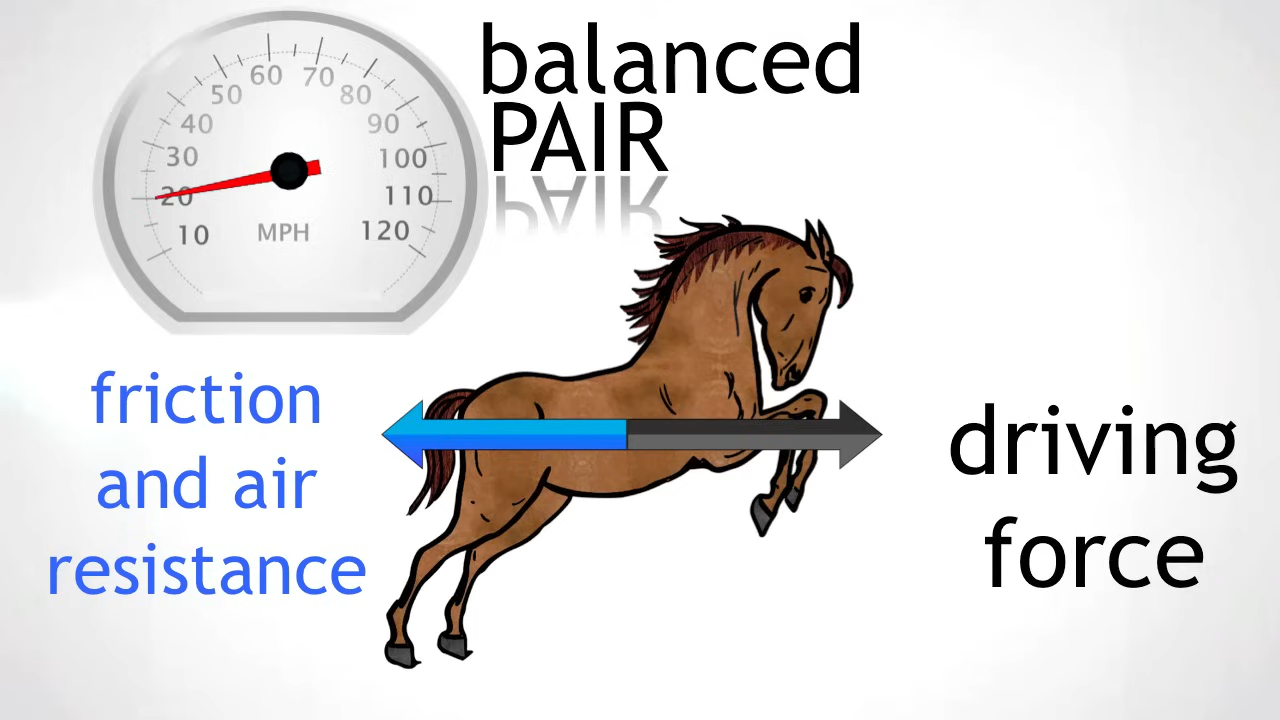 balanced
PAIR
60 70
50 80
40 90
30 100
20 110
10 MPH 120
friction
and air
resistance
driving
force